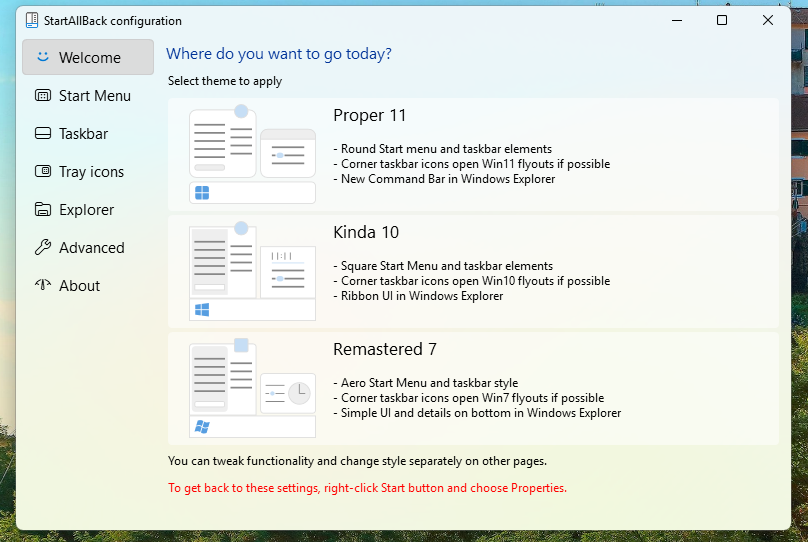 StartAllBack configuration
Welcome
Start Menu
Taskbar
Tray icons
Explorer
Advanced
About
Where do you want to go today?
Select theme to apply
Proper 11
- Round Start menu and taskbar elements
- Corner taskbar icons open Win11 flyouts if possible
- New Command Bar in Windows Explorer
Kinda 10
11:11
- Square Start Menu and taskbar elements
- Corner taskbar icons open Win10 flyouts if possible
- Ribbon UI in Windows Explorer
Remastered 7
- Aero Start Menu and taskbar style
- Corner taskbar icons open Win7 flyouts if possible
- Simple UI and details on bottom in Windows Explorer
You can tweak functionality and change style separately on other pages.
To get back to these settings, right-click Start button and choose Properties.